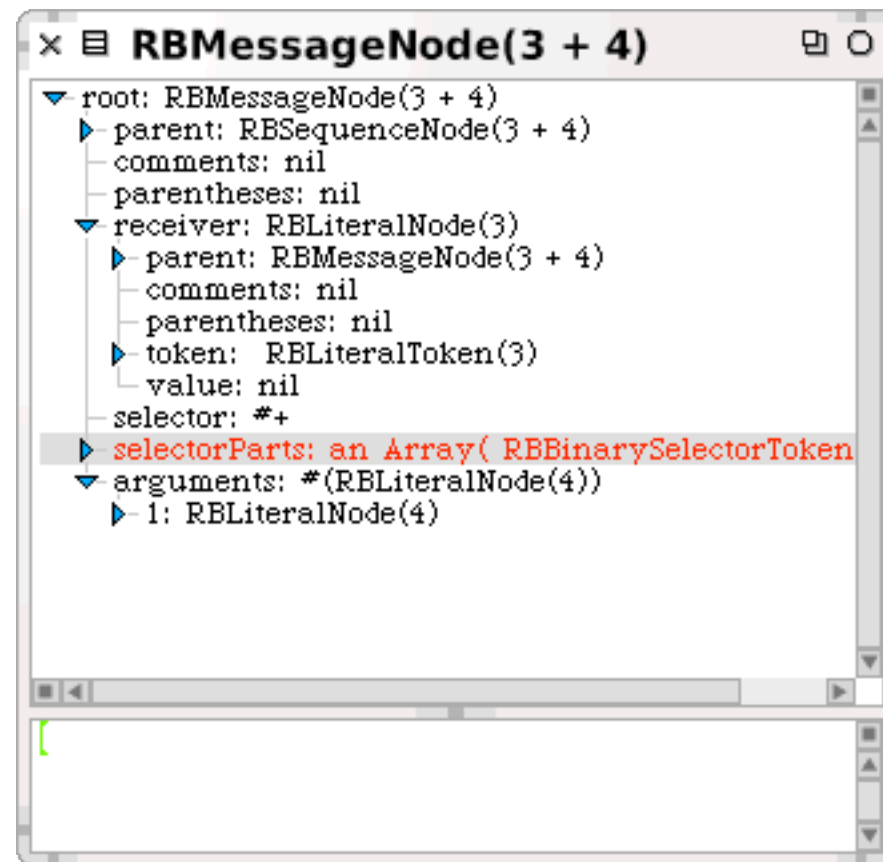 RBMessageNode(3 + 4)
root: RBMessageNode(3 + 4)
parent: RBSequenceNode(3 + 4)
comments: nil
parentheses: nil
receiver: RBLiteralNode(3)
parent: RBMessageNode(3 + 4)
comments: nil
parentheses: nil
token:  RBLiteralToken(3)
value: nil
selector: #+
selectorParts: an Array( RBBinarySelectorToken
arguments: #(RBLiteralNode(4))
1: RBLiteralNode(4)